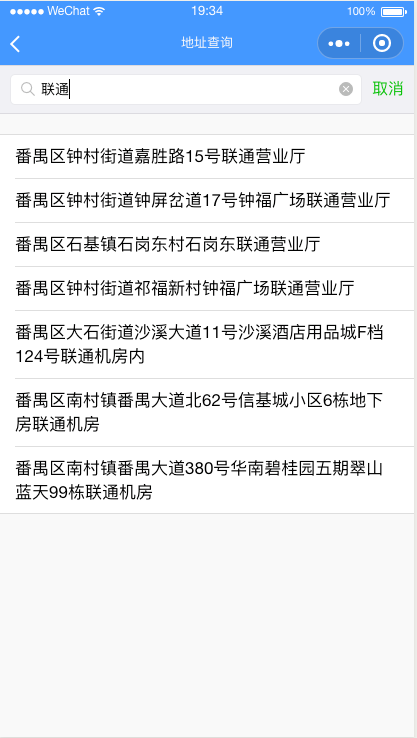 WeChat 19:34 100%
地址查询
联通 取消
番禺区钟村街道嘉胜路15号联通营业厅
番禺区钟村街道钟屏岔道17号钟福广场联通营业厅
番禺区石基镇石岗东村石岗东联通营业厅
番禺区钟村街道祁福新村钟福广场联通营业厅
番禺区大石街道沙溪大道11号沙溪酒店用品城F档
124号联通机房内
番禺区南村镇番禺大道北62号信基城小区6栋地下
房联通机房
番禺区南村镇番禺大道380号华南碧桂园五期翠山
蓝天99栋联通机房